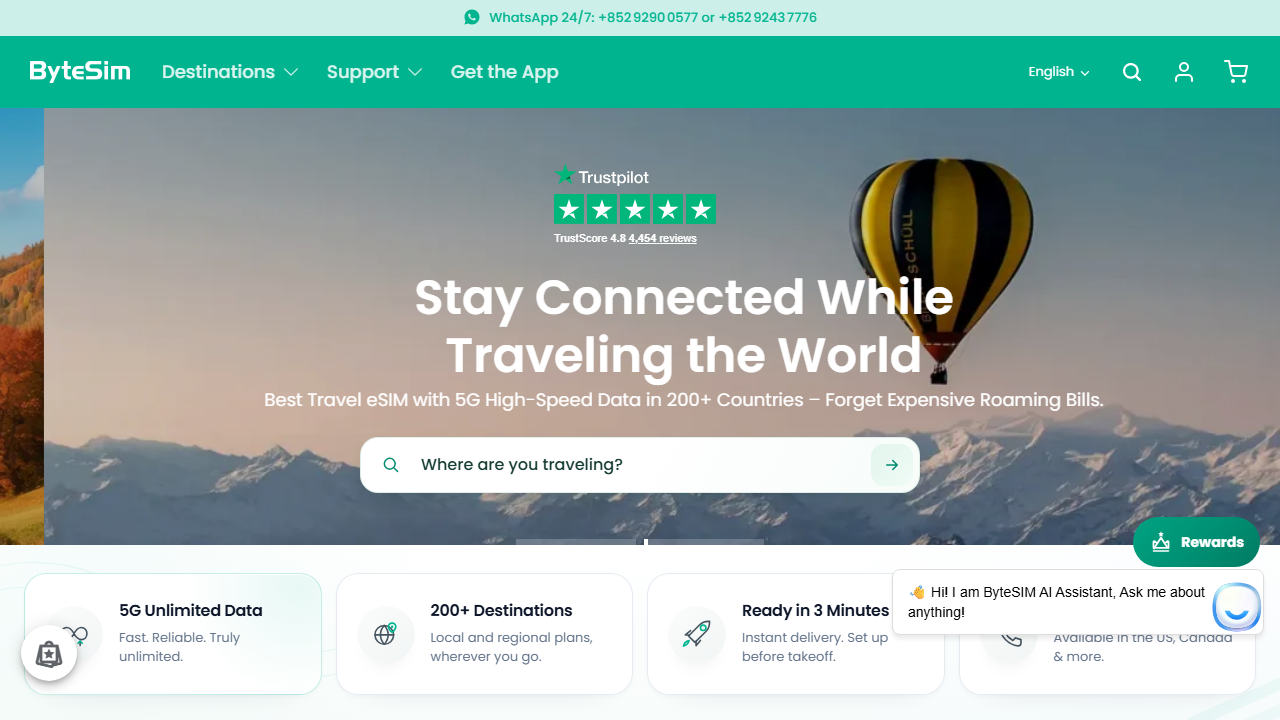 WhatsApp 24/7: +852 9290 0577 or +852 9243 7776
ByteSim
Destinations
Support
Get the App
English
Trustpilot
TrustScore 4.8 4,454 reviews
SCHÜLL
Stay Connected While
Traveling the World
Best Travel eSIM with 5G High-Speed Data in 200+ Countries – Forget Expensive Roaming Bills.
Where are you traveling?
Rewards
👋 Hi! I am ByteSIM AI Assistant, Ask me about
anything!
5G Unlimited Data
Fast. Reliable. Truly
unlimited.
200+ Destinations
Local and regional plans,
wherever you go.
Ready in 3 Minutes
Instant delivery. Set up
before takeoff.
Available in the US, Canada
& more.